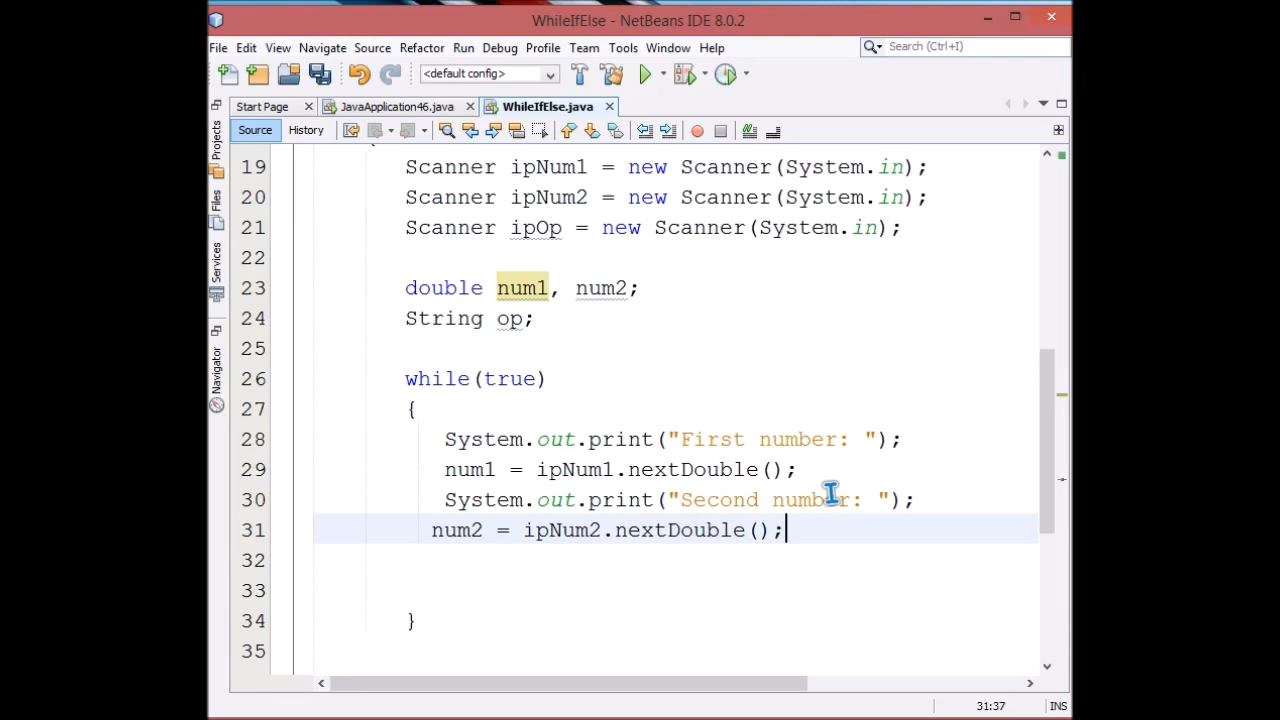 WhileIfElse - NetBeans IDE 8.0.2
File Edit View Navigate Source Refactor Run Debug Profile Team Tools Window Help Search (Ctrl+I)
<default config>
Start Page JavaApplication46.java WhileIfElse.java
Source History
Projects
Files
Services
Navigator
19 Scanner ipNum1 = new Scanner(System.in);
20 Scanner ipNum2 = new Scanner(System.in);
21 Scanner ipOp = new Scanner(System.in);
22
23 double num1, num2;
24 String op;
25
26 while(true)
27 {
28 System.out.print("First number: ");
29 num1 = ipNum1.nextDouble();
30 System.out.print("Second number: ");
31 num2 = ipNum2.nextDouble();
32
33
34 }
35
31:37 INS